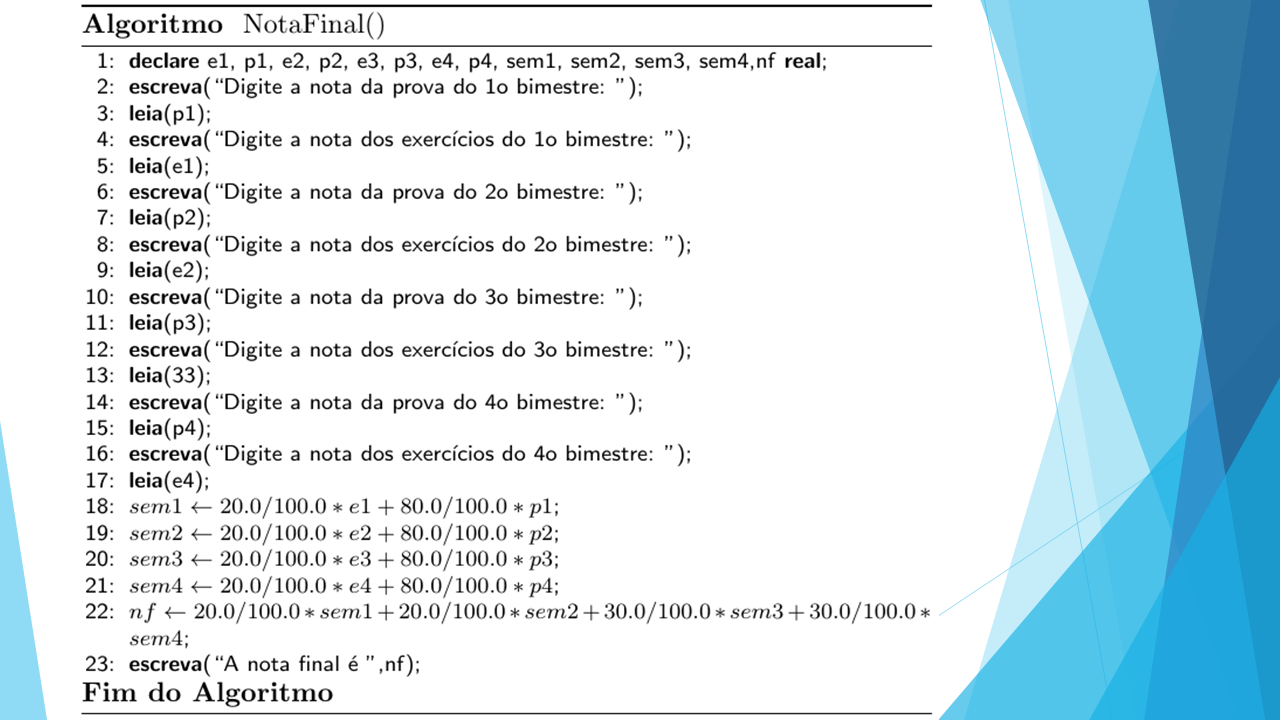 Algoritmo NotaFinal()
1: declare e1, p1, e2, p2, e3, p3, e4, p4, sem1, sem2, sem3, sem4,nf real;
2: escreva(“Digite a nota da prova do 1o bimestre: ”);
3: leia(p1);
4: escreva(“Digite a nota dos exercícios do 1o bimestre: ”);
5: leia(e1);
6: escreva(“Digite a nota da prova do 2o bimestre: ”);
7: leia(p2);
8: escreva(“Digite a nota dos exercícios do 2o bimestre: ”);
9: leia(e2);
10: escreva(“Digite a nota da prova do 3o bimestre: ”);
11: leia(p3);
12: escreva(“Digite a nota dos exercícios do 3o bimestre: ”);
13: leia(33);
14: escreva(“Digite a nota da prova do 4o bimestre: ”);
15: leia(p4);
16: escreva(“Digite a nota dos exercícios do 4o bimestre: ”);
17: leia(e4);
18: sem1 ← 20.0/100.0 * e1 + 80.0/100.0 * p1;
19: sem2 ← 20.0/100.0 * e2 + 80.0/100.0 * p2;
20: sem3 ← 20.0/100.0 * e3 + 80.0/100.0 * p3;
21: sem4 ← 20.0/100.0 * e4 + 80.0/100.0 * p4;
22: nf ← 20.0/100.0 * sem1 + 20.0/100.0 * sem2 + 30.0/100.0 * sem3 + 30.0/100.0 *
sem4;
23: escreva(“A nota final é ”,nf);
Fim do Algoritmo